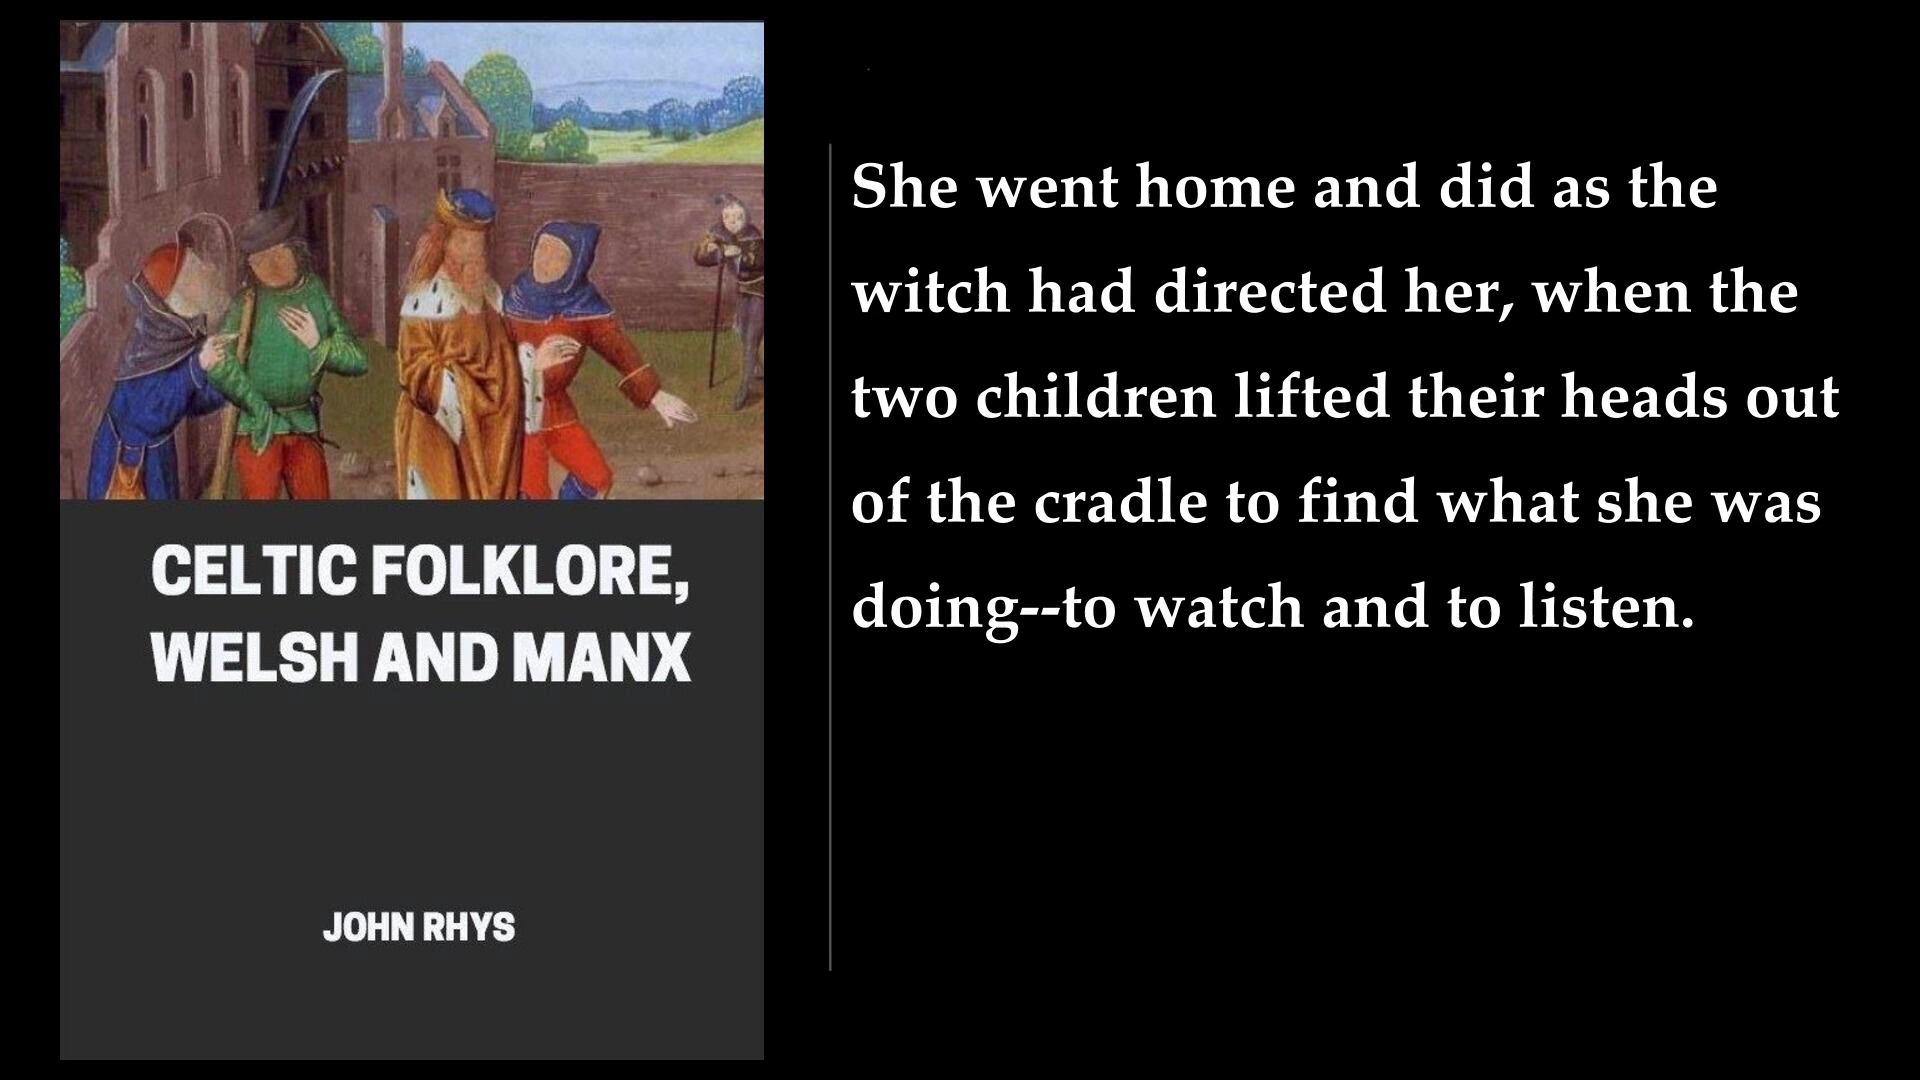 CELTIC FOLKLORE,
WELSH AND MANX
JOHN RHYS
She went home and did as the
witch had directed her, when the
two children lifted their heads out
of the cradle to find what she was
doing--to watch and to listen.